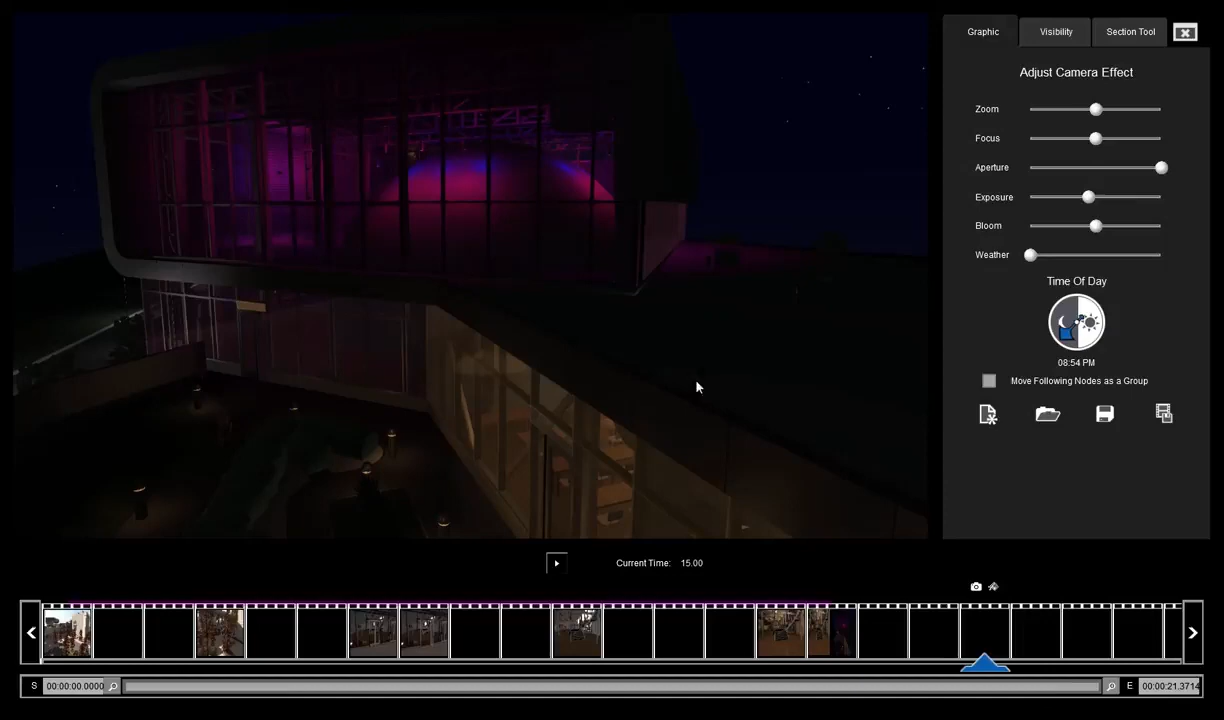 Graphic Visibility Section Tool
Adjust Camera Effect
Zoom
Focus
Aperture
Exposure
Bloom
Weather
Time Of Day
08:54 PM
Move Following Nodes as a Group
Current Time: 15.00
S 00:00:00.0000 E 00:00:21.3714